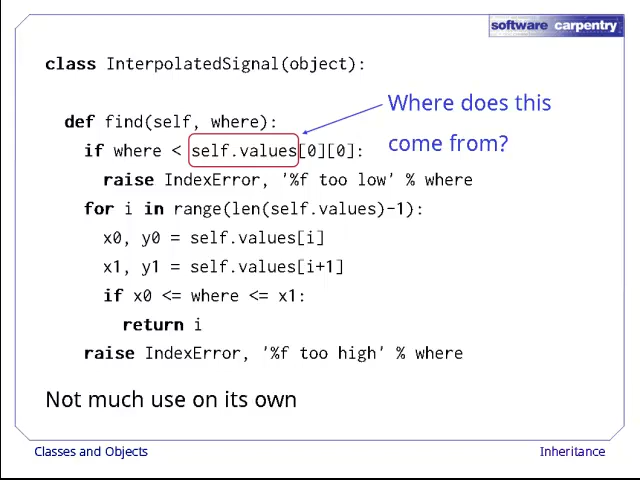 software carpentry
class InterpolatedSignal(object):
Where does this
come from?
def find(self, where):
if where < self.values[0][0]:
raise IndexError, '%f too low' % where
for i in range(len(self.values)-1):
x0, y0 = self.values[i]
x1, y1 = self.values[i+1]
if x0 <= where <= x1:
return i
raise IndexError, '%f too high' % where
Not much use on its own
Classes and Objects
Inheritance